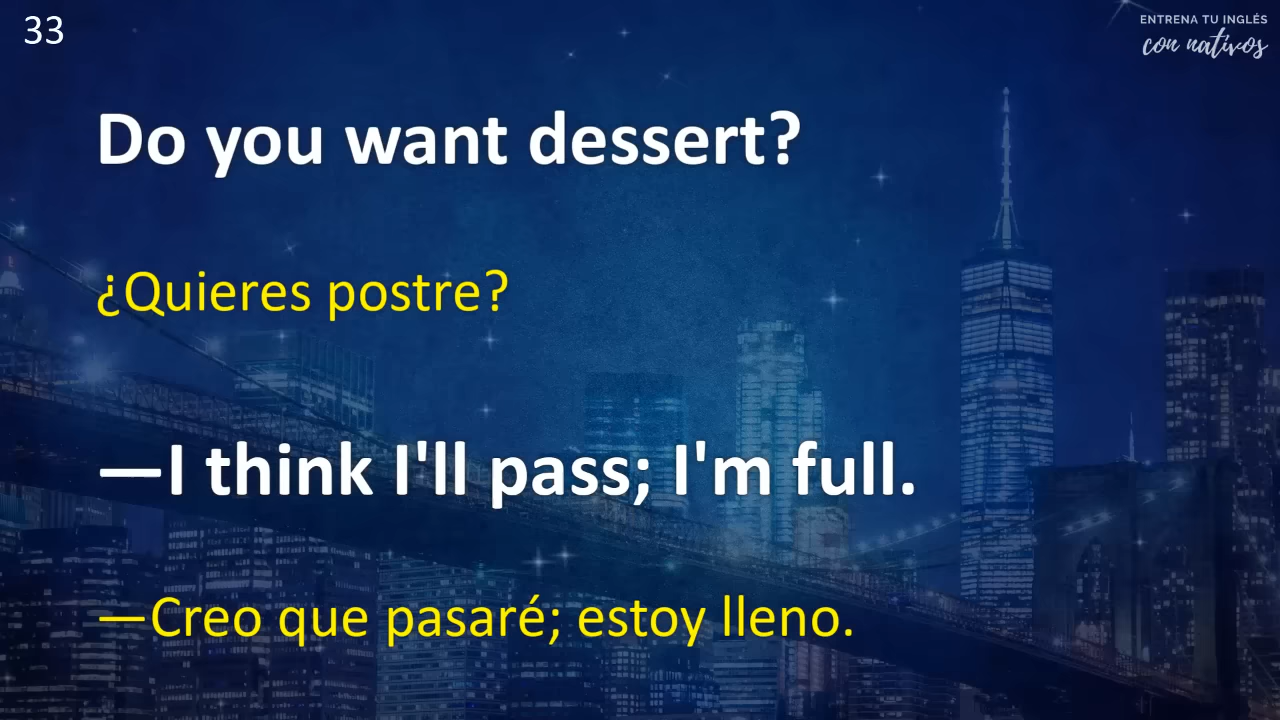 33
ENTRENA TU INGLÉS
con nativos
Do you want dessert?
¿Quieres postre?
—I think I'll pass; I'm full.
—Creo que pasaré; estoy lleno.